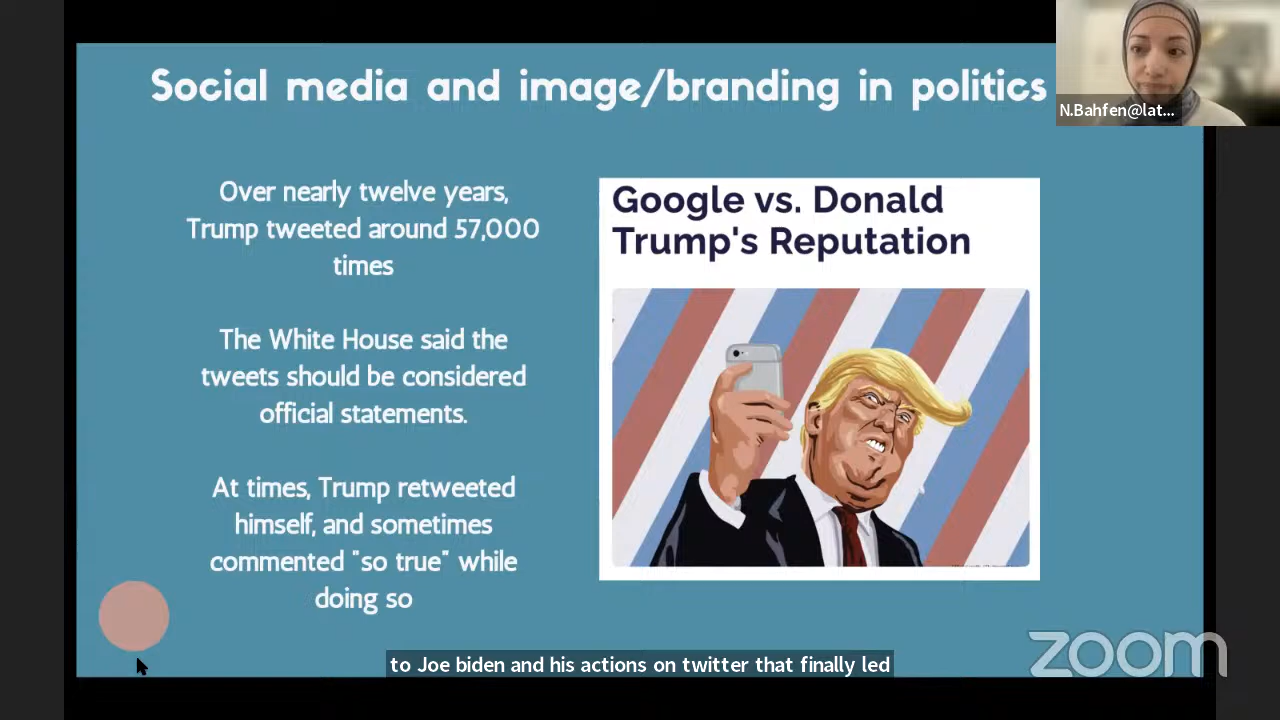 Social media and image/branding in politics
N.Bahfen@lat...
Over nearly twelve years,
Trump tweeted around 57,000
times
The White House said the
tweets should be considered
official statements.
At times, Trump retweeted
himself, and sometimes
commented "so true" while
doing so
Google vs. Donald
Trump's Reputation
to Joe biden and his actions on twitter that finally led
zoom